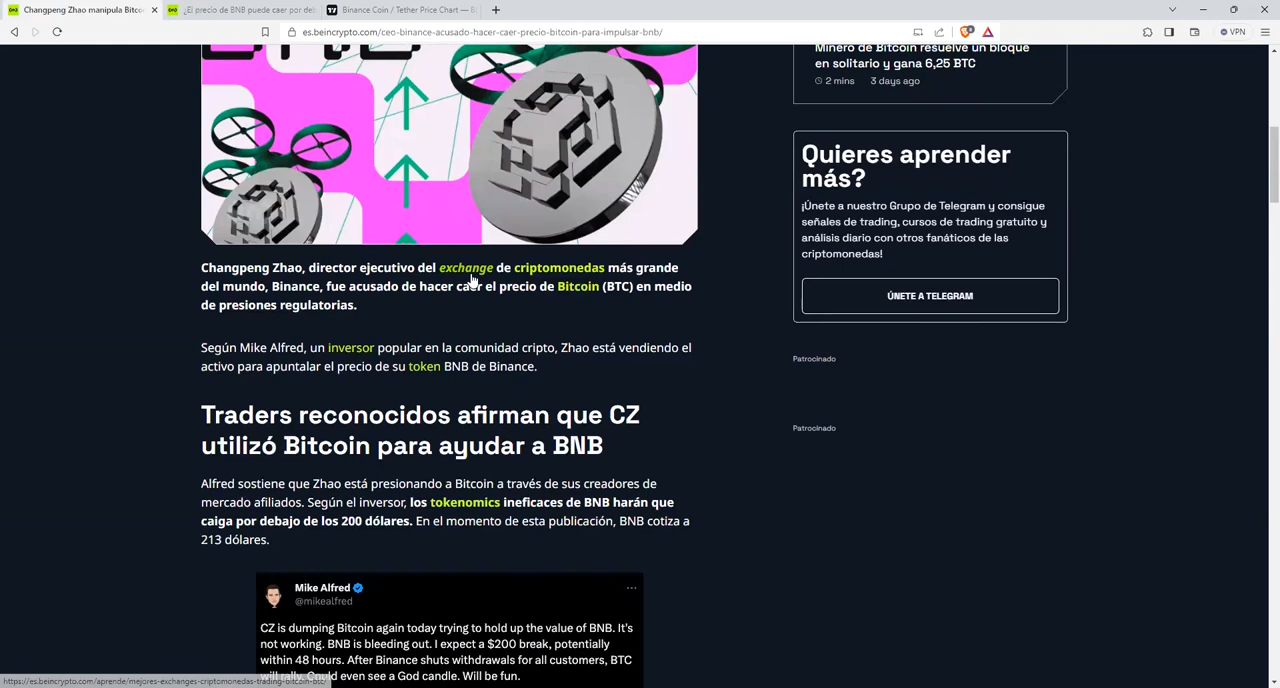 Changpeng Zhao manipula Bitco
¿El precio de BNB puede caer por deb
Binance Coin / Tether Price Chart — B
es.beincrypto.com/ceo-binance-acusado-hacer-caer-precio-bitcoin-para-impulsar-bnb/
VPN
Minero de Bitcoin resuelve un bloque
en solitario y gana 6,25 BTC
2 mins 3 days ago
Quieres aprender
más?
¡Únete a nuestro Grupo de Telegram y consigue
señales de trading, cursos de trading gratuito y
análisis diario con otros fanáticos de las
criptomonedas!
ÚNETE A TELEGRAM
Patrocinado
Patrocinado
Changpeng Zhao, director ejecutivo del exchange de criptomonedas más grande
del mundo, Binance, fue acusado de hacer caer el precio de Bitcoin (BTC) en medio
de presiones regulatorias.
Según Mike Alfred, un inversor popular en la comunidad cripto, Zhao está vendiendo el
activo para apuntalar el precio de su token BNB de Binance.
Traders reconocidos afirman que CZ
utilizó Bitcoin para ayudar a BNB
Alfred sostiene que Zhao está presionando a Bitcoin a través de sus creadores de
mercado afiliados. Según el inversor, los tokenomics ineficaces de BNB harán que
caiga por debajo de los 200 dólares. En el momento de esta publicación, BNB cotiza a
213 dólares.
Mike Alfred
@mikealfred
CZ is dumping Bitcoin again today trying to hold up the value of BNB. It's
not working. BNB is bleeding out. I expect a $200 break, potentially
within 48 hours. After Binance shuts withdrawals for all customers, BTC
will rally. Could even see a God candle. Will be fun.
https://es.beincrypto.com/aprende/mejores-exchanges-criptomonedas-trading-bitcoin-btc/